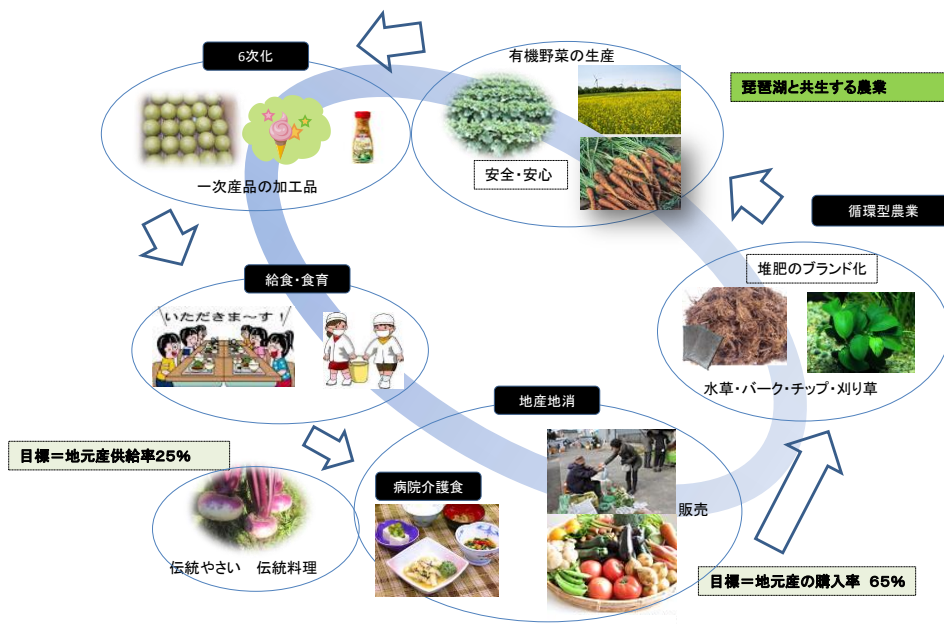 6次化
有機野菜の生産
琵琶湖と共生する農業
安全・安心
一次産品の加工品
循環型農業
堆肥のブランド化
給食・食育
いただきま～す！
水草・バーク・チップ・刈り草
地産地消
目標＝地元産供給率25%
病院介護食
販売
伝統やさい　伝統料理
目標＝地元産の購入率 65%